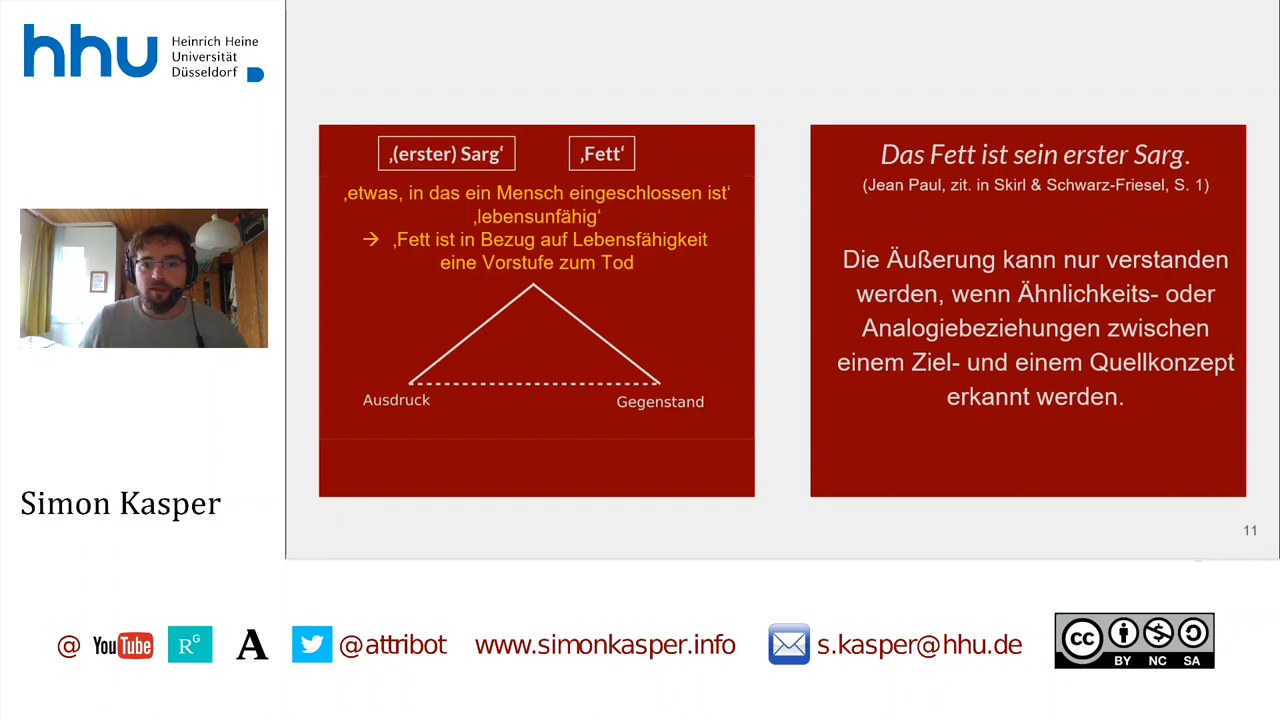 hhu Heinrich Heine
Universität
Düsseldorf
‚(erster) Sarg‘ ‚Fett‘
‚etwas, in das ein Mensch eingeschlossen ist‘
‚lebensunfähig‘
→ ‚Fett ist in Bezug auf Lebensfähigkeit
eine Vorstufe zum Tod
Ausdruck Gegenstand
Das Fett ist sein erster Sarg.
(Jean Paul, zit. in Skirl & Schwarz-Friesel, S. 1)
Die Äußerung kann nur verstanden
werden, wenn Ähnlichkeits- oder
Analogiebeziehungen zwischen
einem Ziel- und einem Quellkonzept
erkannt werden.
11
Simon Kasper
@ YouTube RG A @attribot www.simonkasper.info s.kasper@hhu.de cc BY NC SA